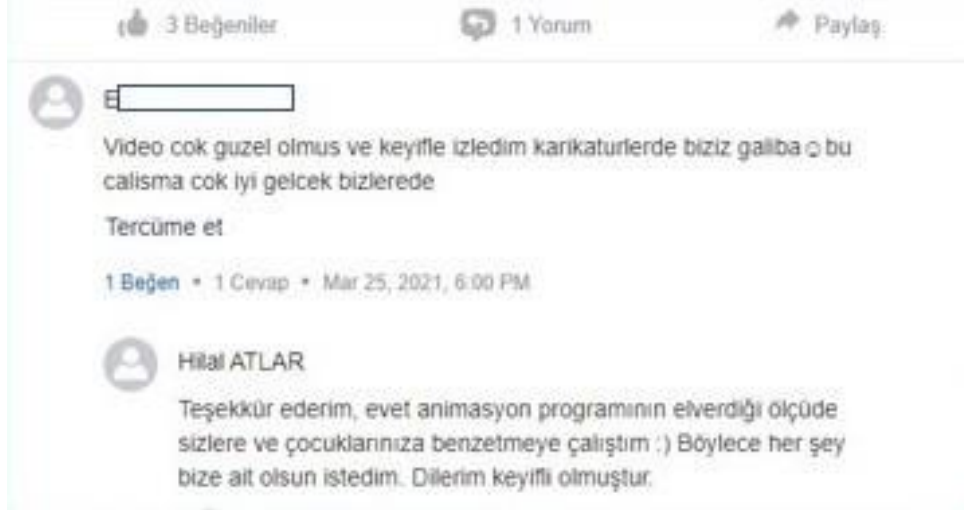 3 Beğeniler 1 Yorum Paylaş
E
Video cok guzel olmus ve keyifle izledim karikaturlerde biziz galiba☺bu
calisma cok iyi gelcek bizlerede
Tercüme et
1 Beğen • 1 Cevap • Mar 25, 2021, 6:00 PM
Hilal ATLAR
Teşekkür ederim, evet animasyon programının elverdiği ölçüde
sizlere ve çocuklarınıza benzetmeye çalıştım :) Böylece her şey
bize ait olsun istedim. Dilerim keyifli olmuştur.